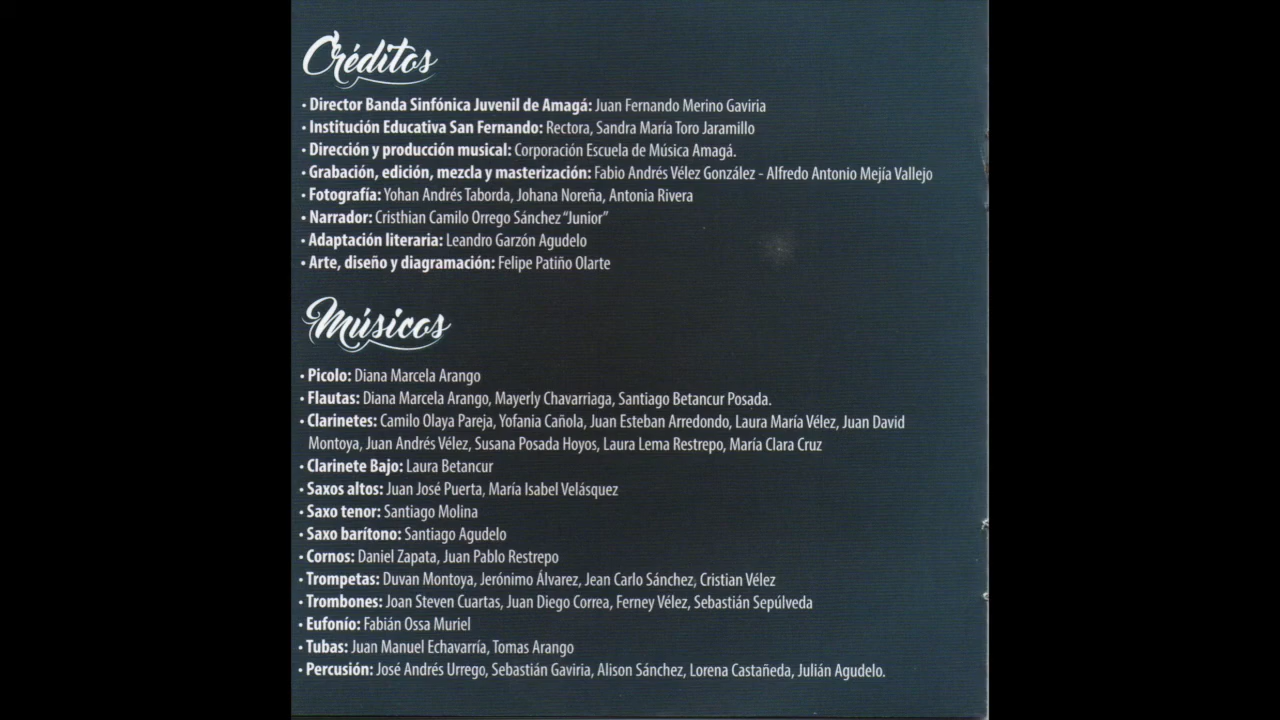 Créditos
• Director Banda Sinfónica Juvenil de Amagá: Juan Fernando Merino Gaviria
• Institución Educativa San Fernando: Rectora, Sandra María Toro Jaramillo
• Dirección y producción musical: Corporación Escuela de Música Amagá.
• Grabación, edición, mezcla y masterización: Fabio Andrés Vélez González - Alfredo Antonio Mejía Vallejo
• Fotografía: Yohan Andrés Taborda, Johana Noreña, Antonia Rivera
• Narrador: Cristhian Camilo Orrego Sánchez “Junior”
• Adaptación literaria: Leandro Garzón Agudelo
• Arte, diseño y diagramación: Felipe Patiño Olarte
Músicos
• Picolo: Diana Marcela Arango
• Flautas: Diana Marcela Arango, Mayerly Chavarriaga, Santiago Betancur Posada.
• Clarinetes: Camilo Olaya Pareja, Yofania Cañola, Juan Esteban Arredondo, Laura María Vélez, Juan David
Montoya, Juan Andrés Vélez, Susana Posada Hoyos, Laura Lema Restrepo, María Clara Cruz
• Clarinete Bajo: Laura Betancur
• Saxos altos: Juan José Puerta, María Isabel Velásquez
• Saxo tenor: Santiago Molina
• Saxo barítono: Santiago Agudelo
• Cornos: Daniel Zapata, Juan Pablo Restrepo
• Trompetas: Duvan Montoya, Jerónimo Álvarez, Jean Carlo Sánchez, Cristian Vélez
• Trombones: Joan Steven Cuartas, Juan Diego Correa, Ferney Vélez, Sebastián Sepúlveda
• Eufonío: Fabián Ossa Muriel
• Tubas: Juan Manuel Echavarría, Tomas Arango
• Percusión: José Andrés Urrego, Sebastián Gaviria, Alison Sánchez, Lorena Castañeda, Julián Agudelo.